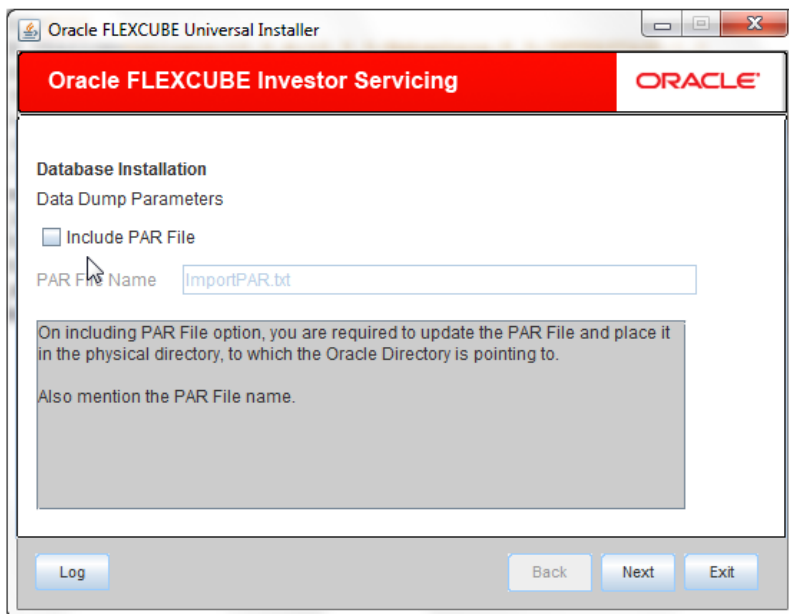 Oracle FLEXCUBE Universal Installer
Oracle FLEXCUBE Investor Servicing
ORACLE
Database Installation
Data Dump Parameters
Include PAR File
PAR File Name
ImportPAR.txt
On including PAR File option, you are required to update the PAR File and place it
in the physical directory, to which the Oracle Directory is pointing to.
Also mention the PAR File name.
Log
Back
Next
Exit